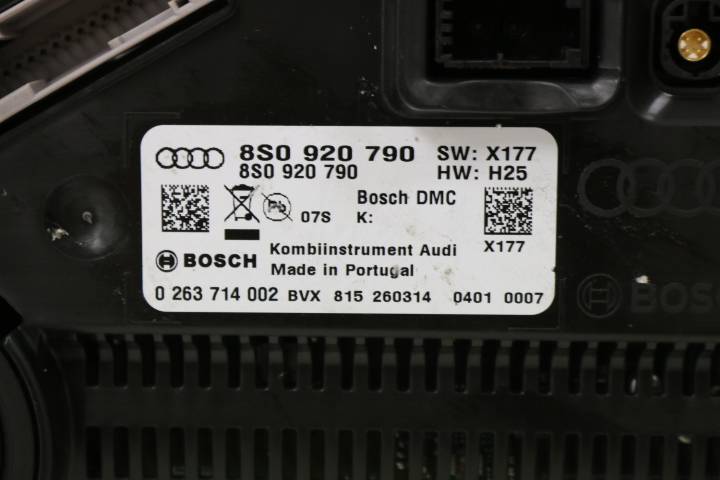 8S0 920 790 SW: X177
8S0 920 790 HW: H25
Pb 07S
Bosch DMC
K:
X177
BOSCH
Kombiinstrument Audi
Made in Portugal
0 263 714 002 BVX 815 260314 0401 0007
BOS